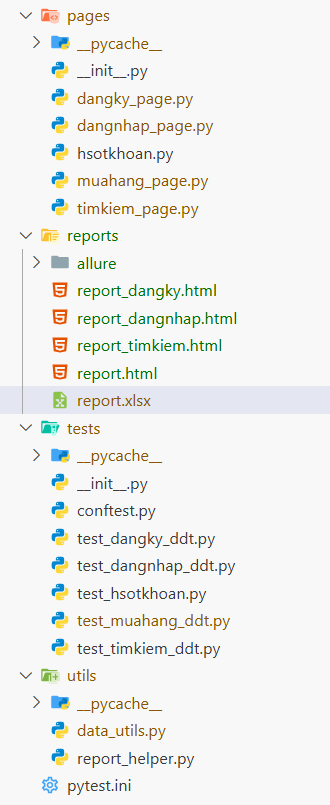 pages
__pycache__
__init__.py
dangky_page.py
dangnhap_page.py
hsotkhoan.py
muahang_page.py
timkiem_page.py
reports
allure
report_dangky.html
report_dangnhap.html
report_timkiem.html
report.html
report.xlsx
tests
__pycache__
__init__.py
conftest.py
test_dangky_ddt.py
test_dangnhap_ddt.py
test_hsotkhoan.py
test_muahang_ddt.py
test_timkiem_ddt.py
utils
__pycache__
data_utils.py
report_helper.py
pytest.ini